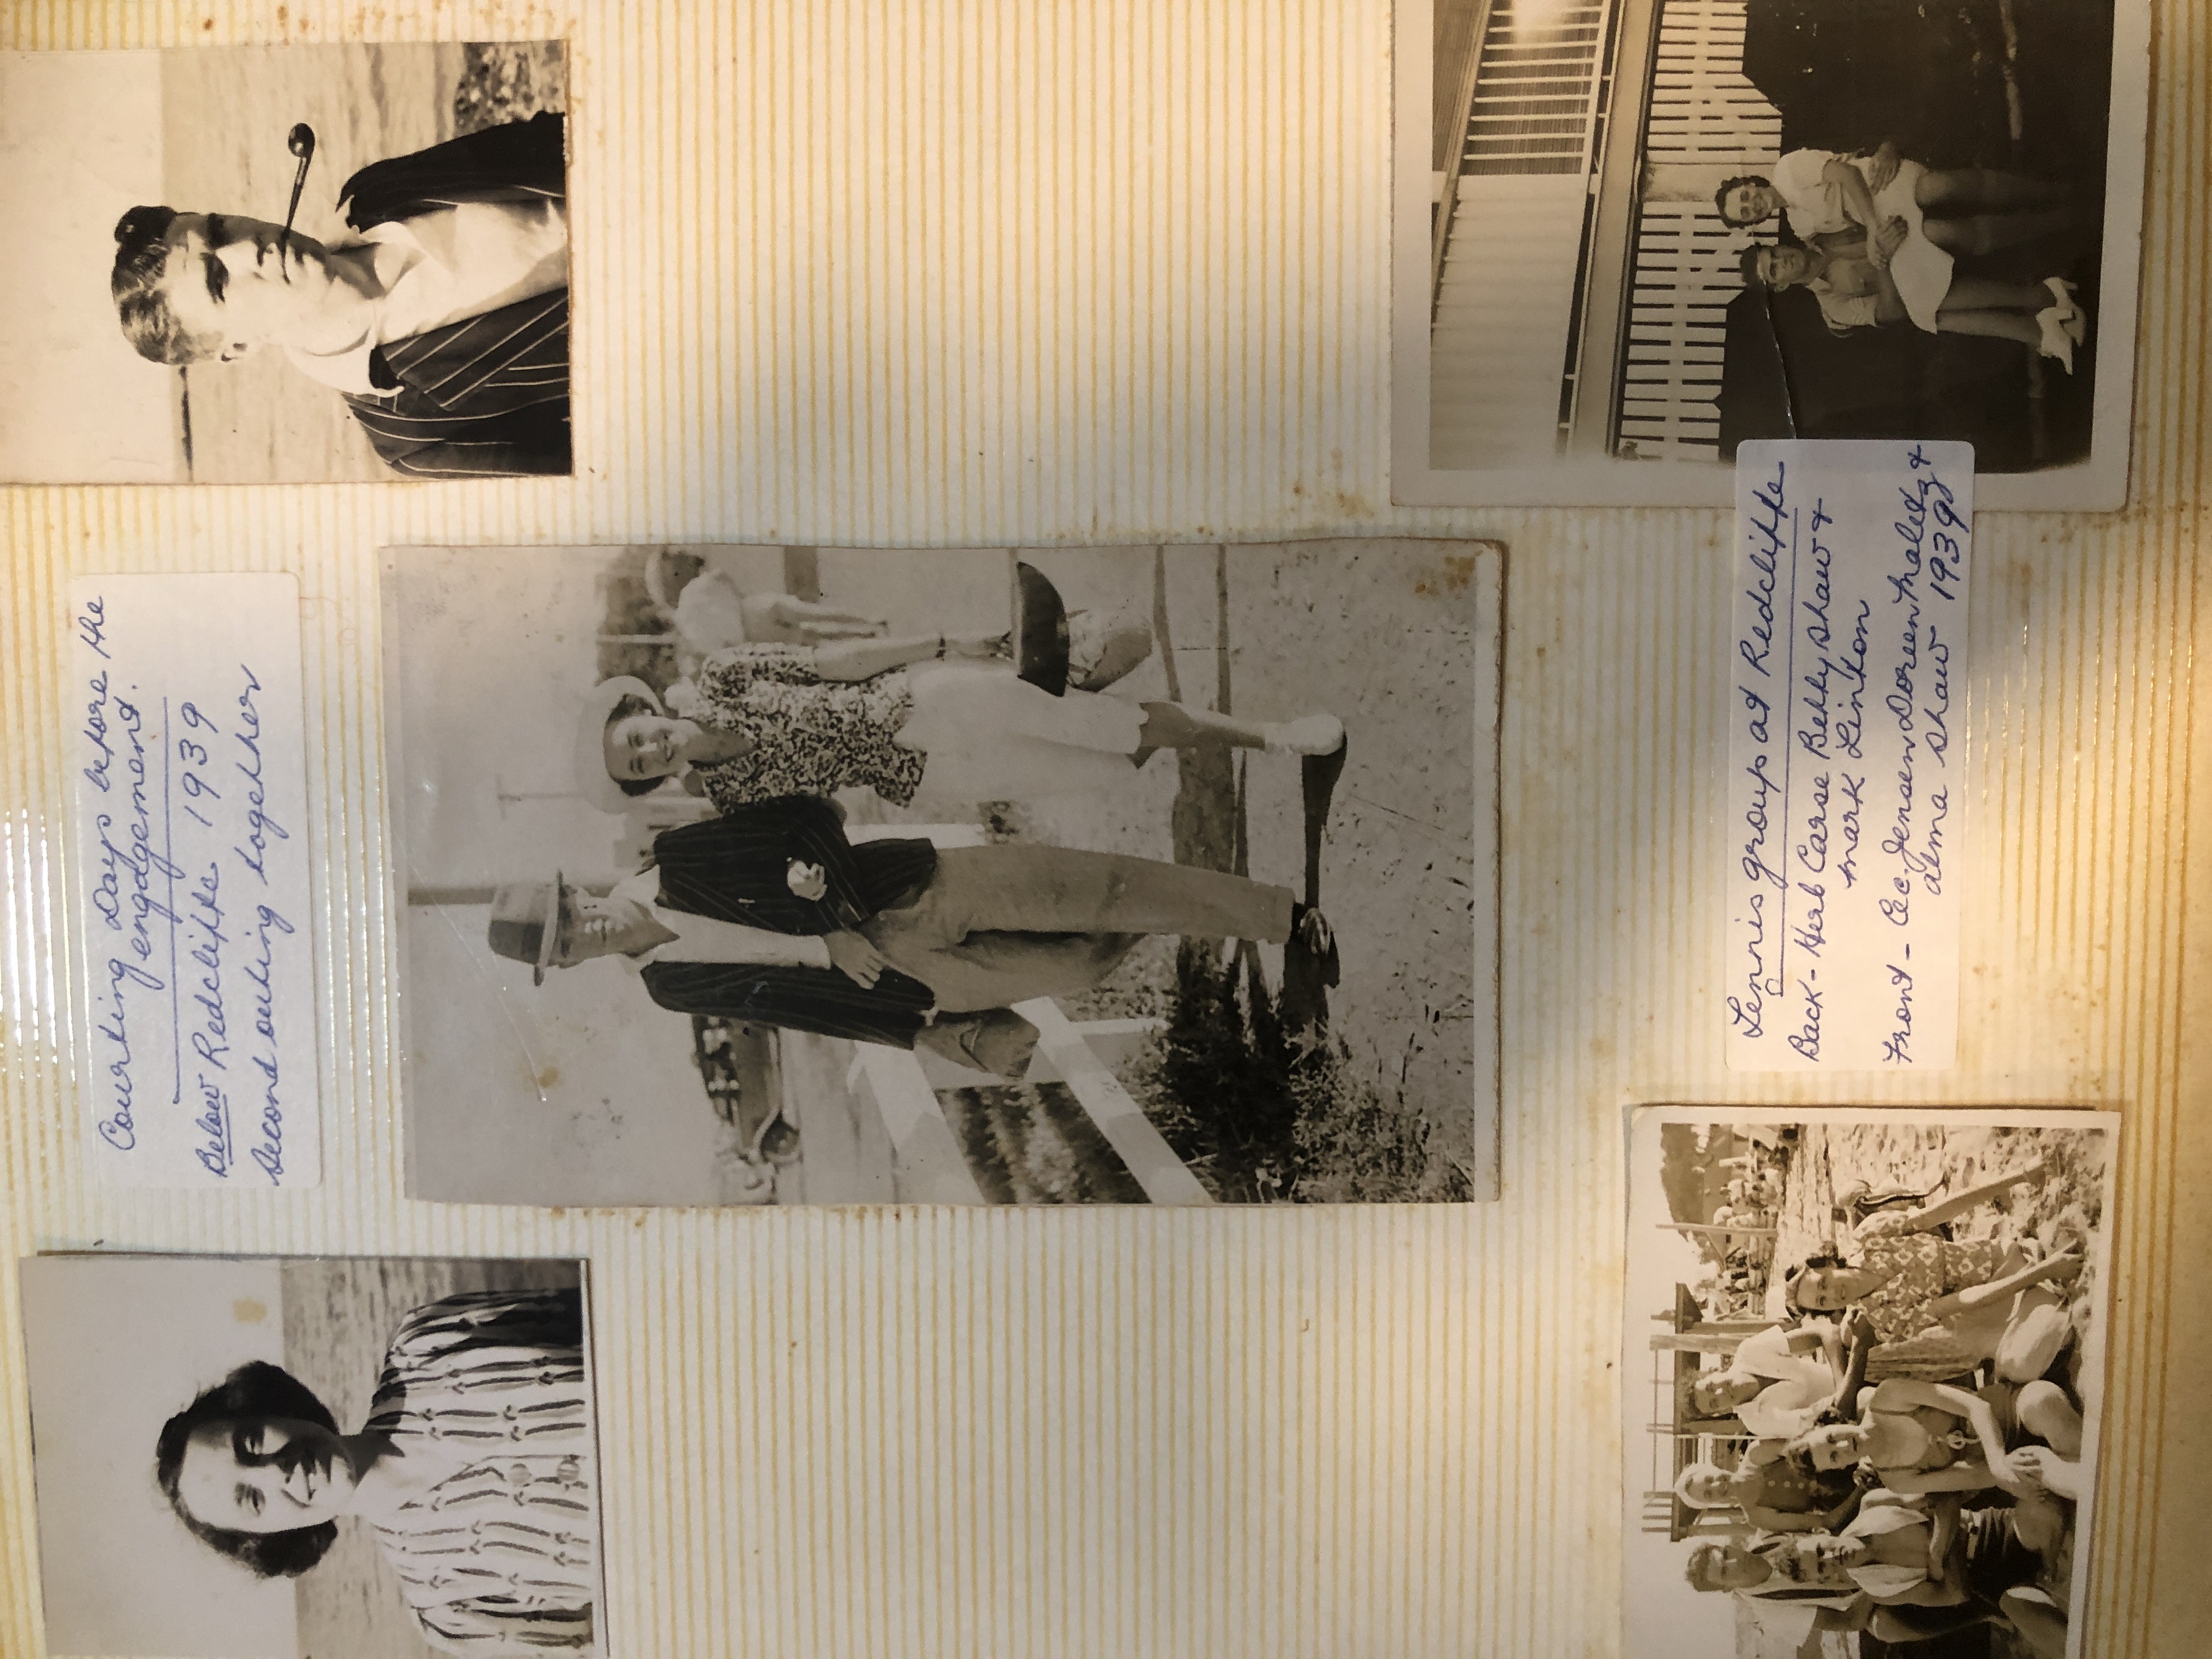 Courting Days before the
engagement.
Below Redcliffe 1939
Second outing together
Tennis group at Redcliffe
Back - Herb Carse Betty Shaw &
Mark Linton
Front - Cec. Jensen Doreen Maletz &
Alma Shaw 1939